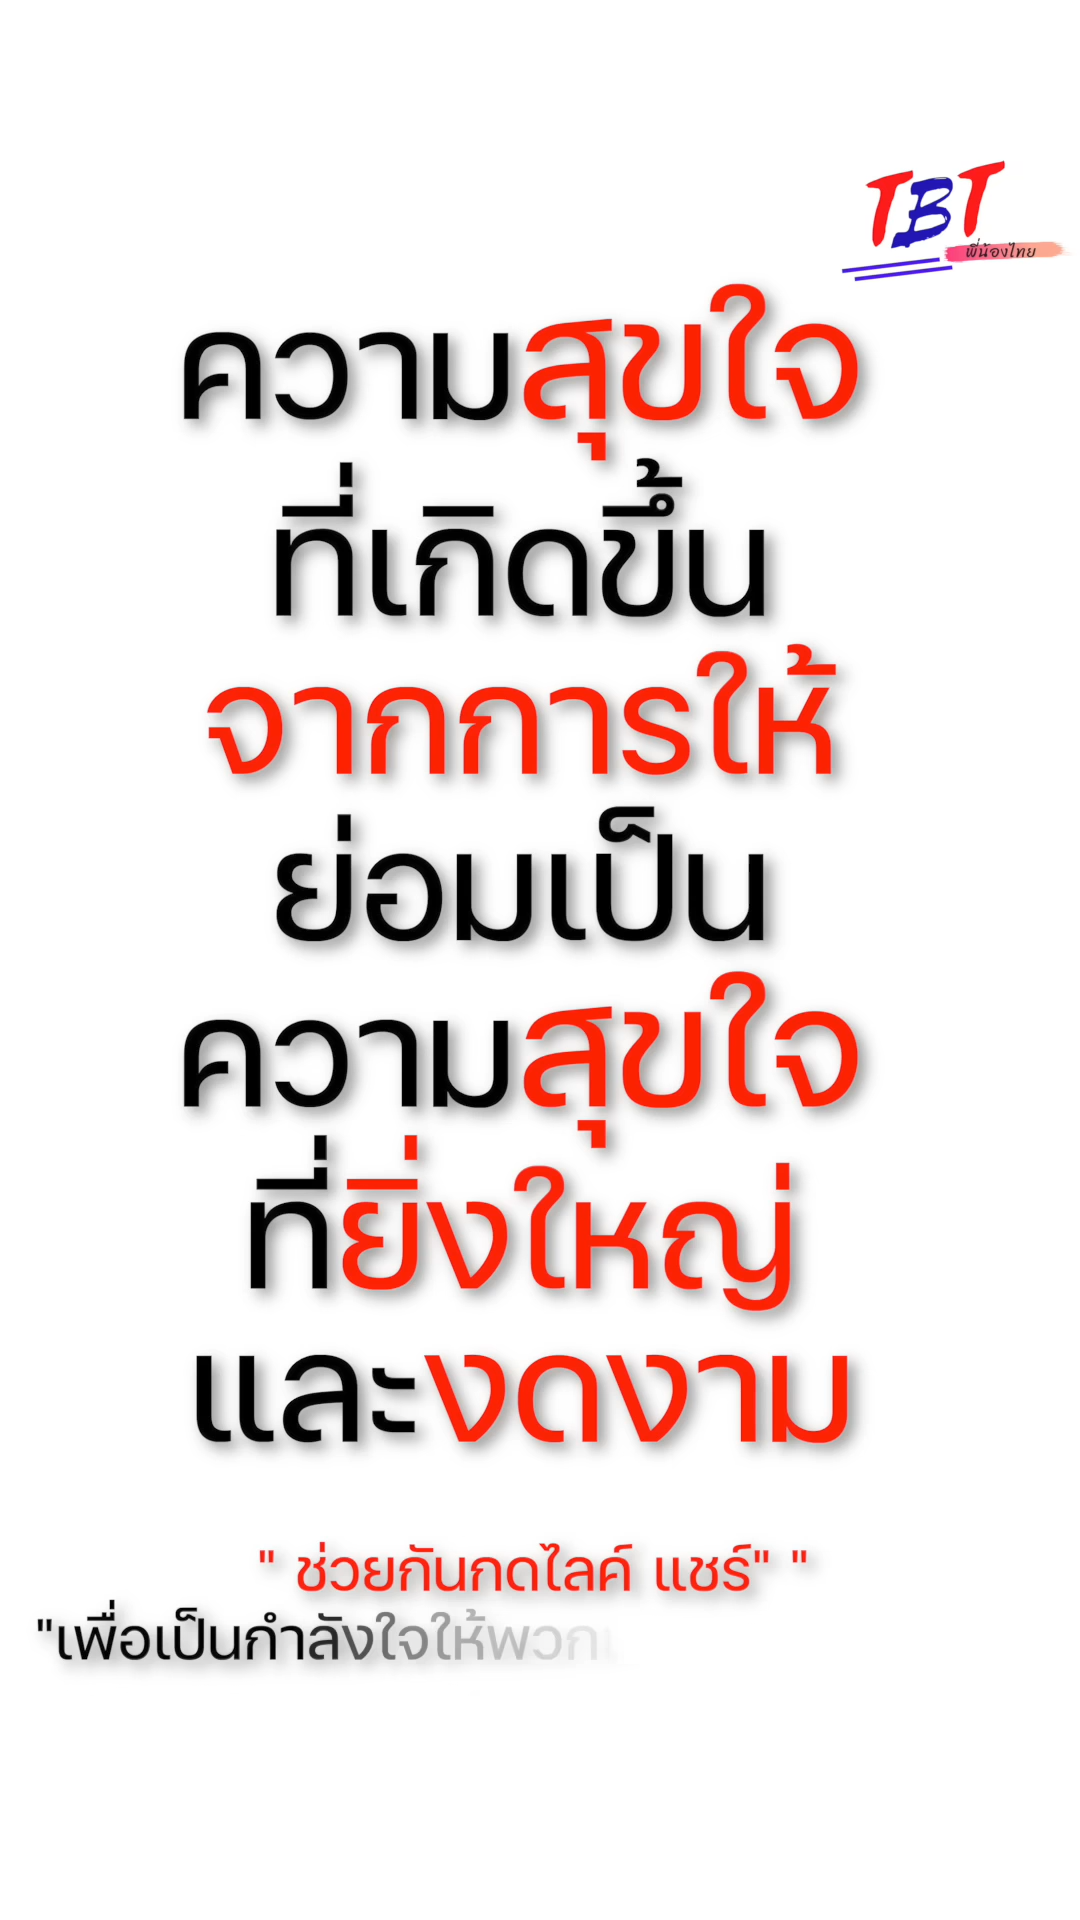 TBT
พี่น้องไทย
ความสุขใจ
ที่เกิดขึ้น
จากการให้
ย่อมเป็น
ความสุขใจ
ที่ยิ่งใหญ่
และงดงาม
" ช่วยกันกดไลค์ แชร์" "
"เพื่อเป็นกำลังใจให้พวก